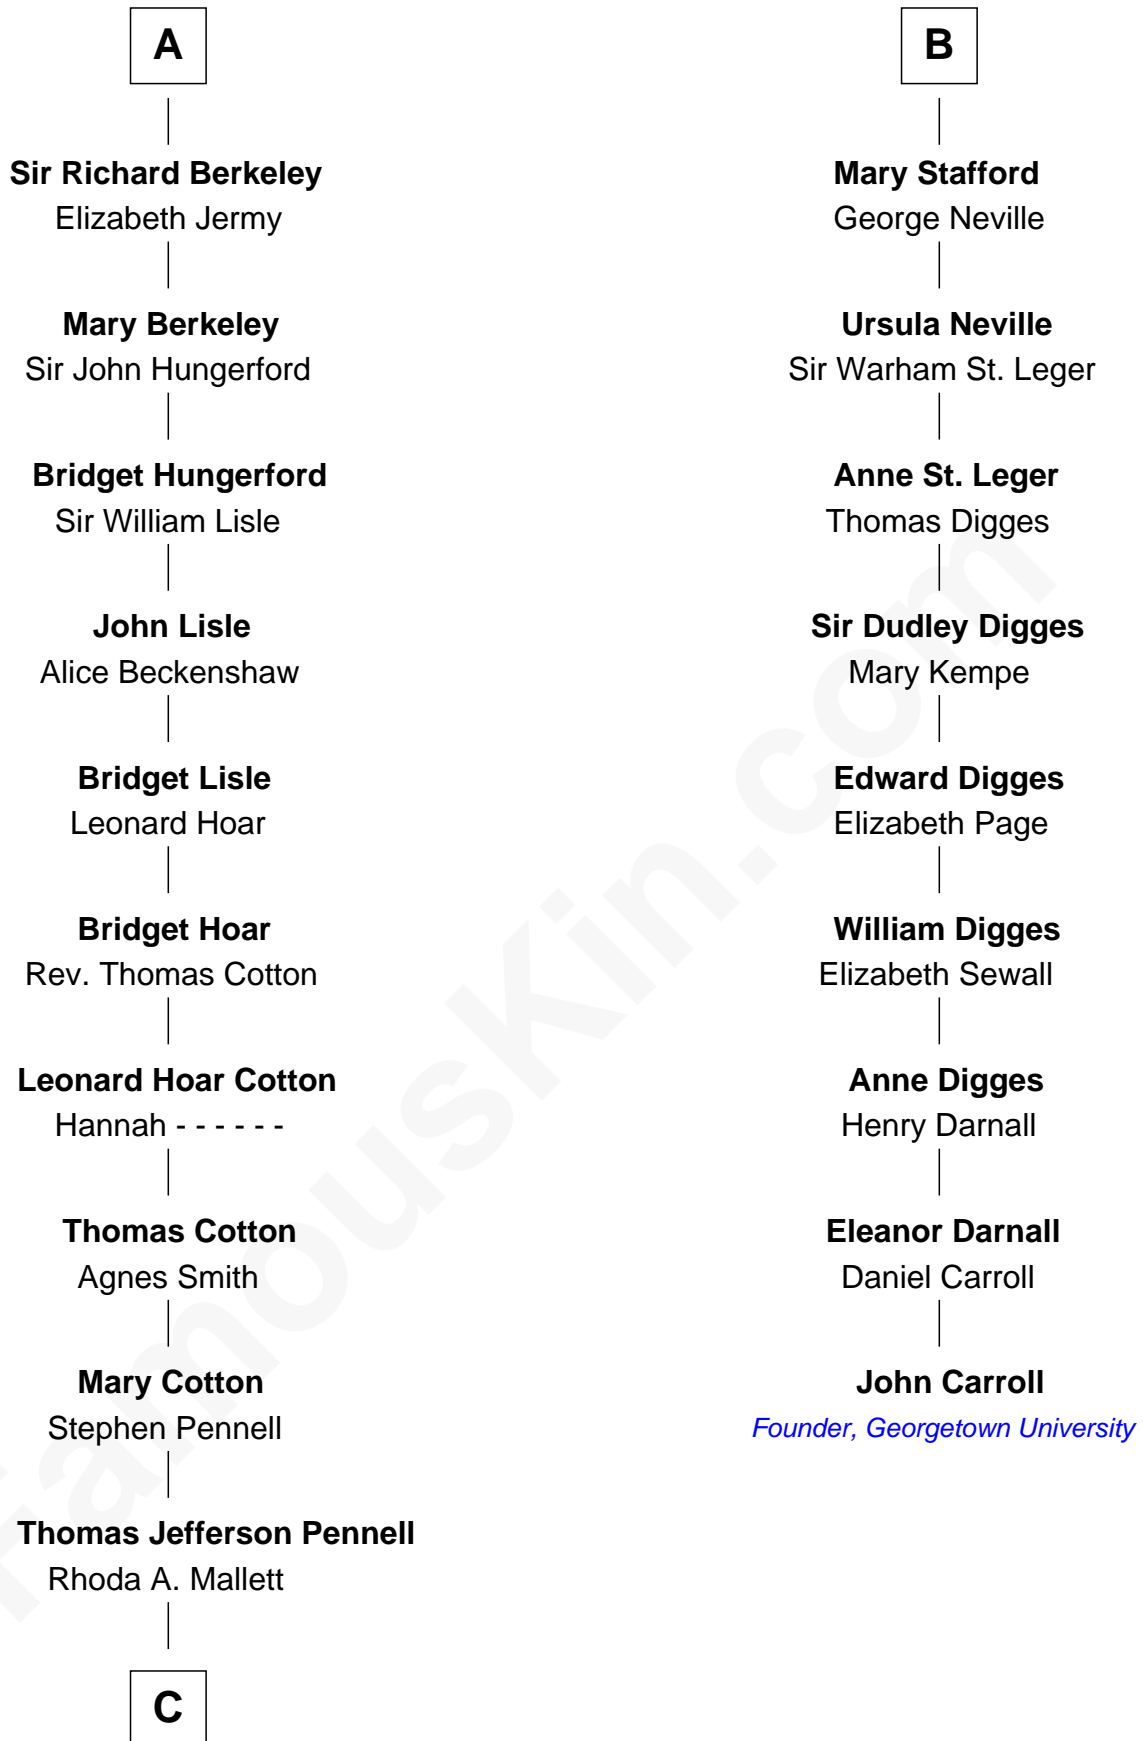 A
Sir Richard Berkeley
Elizabeth Jermy
Mary Berkeley
Sir John Hungerford
Bridget Hungerford
Sir William Lisle
John Lisle
Alice Beckenshaw
Bridget Lisle
Leonard Hoar
Bridget Hoar
Rev. Thomas Cotton
Leonard Hoar Cotton
Hannah - - - - - -
Thomas Cotton
Agnes Smith
Mary Cotton
Stephen Pennell
Thomas Jefferson Pennell
Rhoda A. Mallett
C
B
Mary Stafford
George Neville
Ursula Neville
Sir Warham St. Leger
Anne St. Leger
Thomas Digges
Sir Dudley Digges
Mary Kempe
Edward Digges
Elizabeth Page
William Digges
Elizabeth Sewall
Anne Digges
Henry Darnall
Eleanor Darnall
Daniel Carroll
John Carroll
Founder, Georgetown University
FamousKin.com